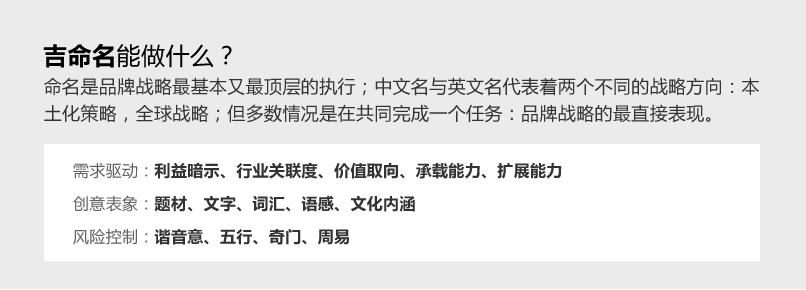 吉命名能做什么？
命名是品牌战略最基本又最顶层的执行；中文名与英文名代表着两个不同的战略方向：本
土化策略，全球战略；但多数情况是在共同完成一个任务：品牌战略的最直接表现。
需求驱动：利益暗示、行业关联度、价值取向、承载能力、扩展能力
创意表象：题材、文字、词汇、语感、文化内涵
风险控制：谐音意、五行、奇门、周易